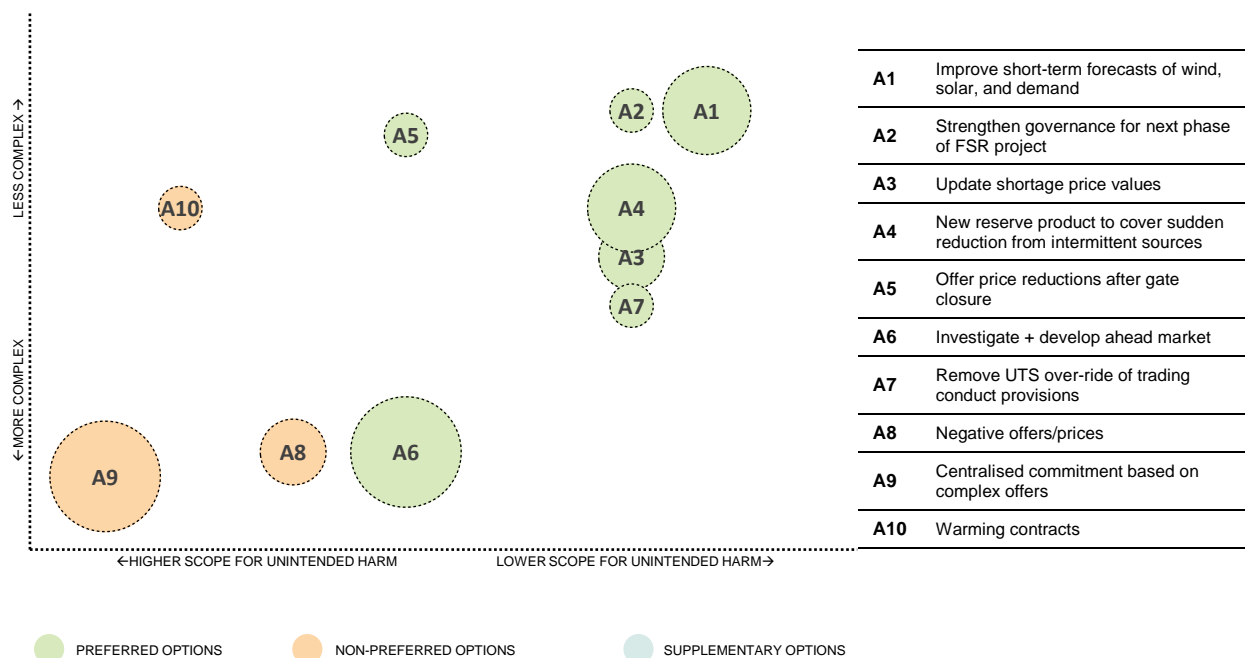 LESS COMPLEX →
←MORE COMPLEX
A1
A2
A5
A10
A4
A3
A7
A9
A8
A6
←HIGHER SCOPE FOR UNINTENDED HARM
LOWER SCOPE FOR UNINTENDED HARM→
A1 Improve short-term forecasts of wind,
solar, and demand
A2 Strengthen governance for next phase
of FSR project
A3 Update shortage price values
A4 New reserve product to cover sudden
reduction from intermittent sources
A5 Offer price reductions after gate
closure
A6 Investigate + develop ahead market
A7 Remove UTS over-ride of trading
conduct provisions
A8 Negative offers/prices
A9 Centralised commitment based on
complex offers
A10 Warming contracts
PREFERRED OPTIONS
NON-PREFERRED OPTIONS
SUPPLEMENTARY OPTIONS